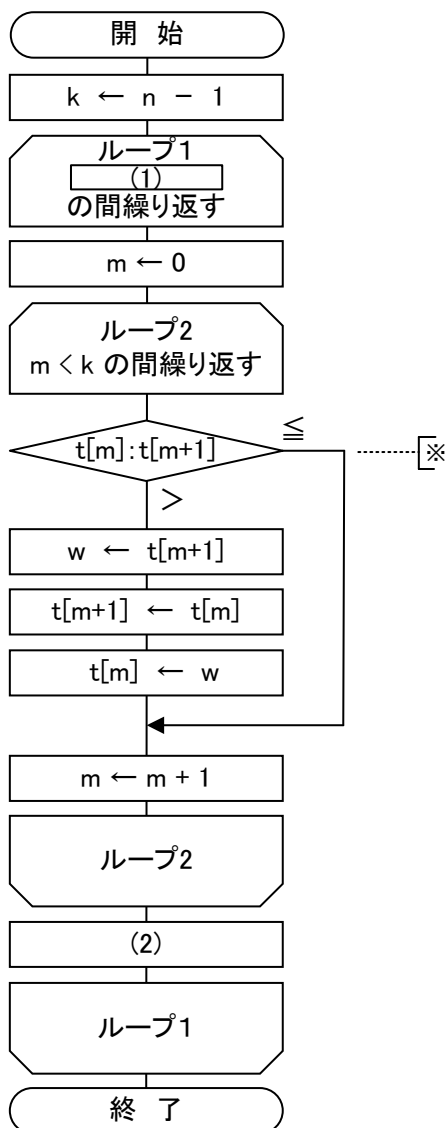 開 始
k ← n － 1
ループ1
(1)
の間繰り返す
m ← 0
ループ2
m < k の間繰り返す
t[m]:t[m+1]
≦
※
＞
w ← t[m+1]
t[m+1] ← t[m]
t[m] ← w
m ← m + 1
ループ2
(2)
ループ1
終 了